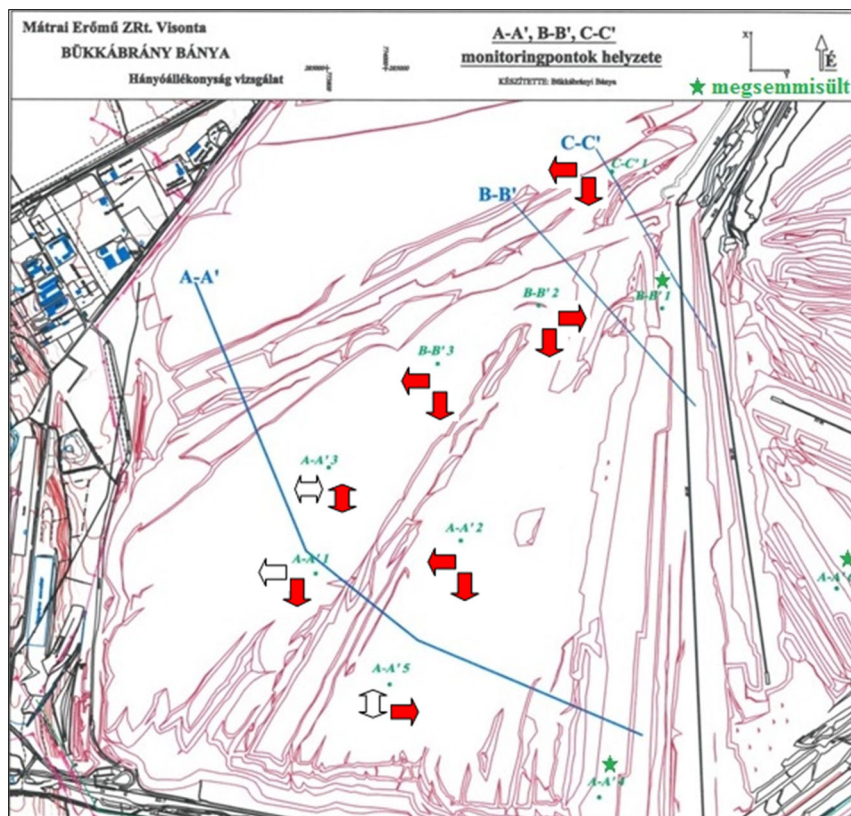 Mátrai Erőmű ZRt. Visonta
BÜKKÁBRÁNY BÁNYA
Hányóállékonyság vizsgálat
A-A', B-B', C-C'
monitoringpontok helyzete
KÉSZÍTETTE: Bükkábrányi Bánya
X
Y
É
megsemmisült
C-C'
C-C' 1
B-B'
A-A'
B-B' 2
B-B' 1
B-B' 3
A-A' 3
A-A' 2
A-A' 1
A-A' 5
A-A' 4